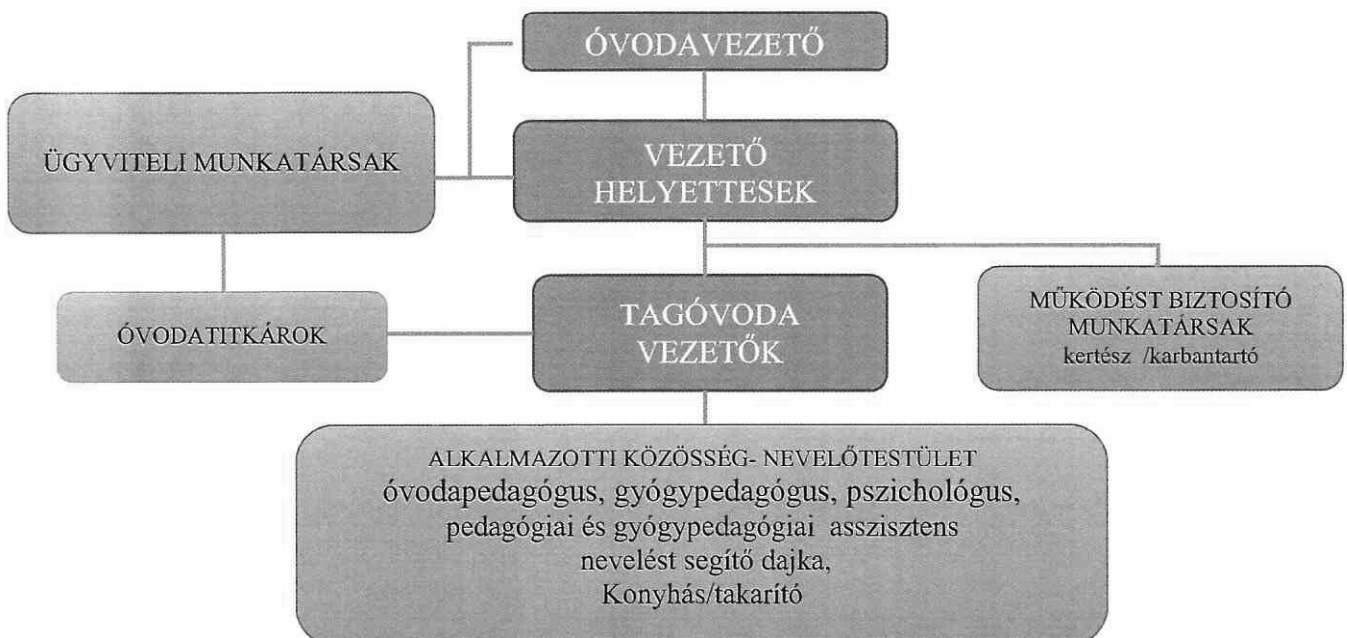 ÓVODAVEZETŐ
ÜGYVITELI MUNKATÁRSAK
VEZETŐ
HELYETTESEK
ÓVODATITKÁROK
TAGÓVODA
VEZETŐK
MŰKÖDÉST BIZTOSÍTÓ
MUNKATÁRSAK
kertész /karbantartó
ALKALMAZOTTI KÖZÖSSÉG- NEVELŐTESTÜLET
óvodapedagógus, gyógypedagógus, pszichológus,
pedagógiai és gyógypedagógiai asszisztens
nevelést segítő dajka,
Konyhás/takarító